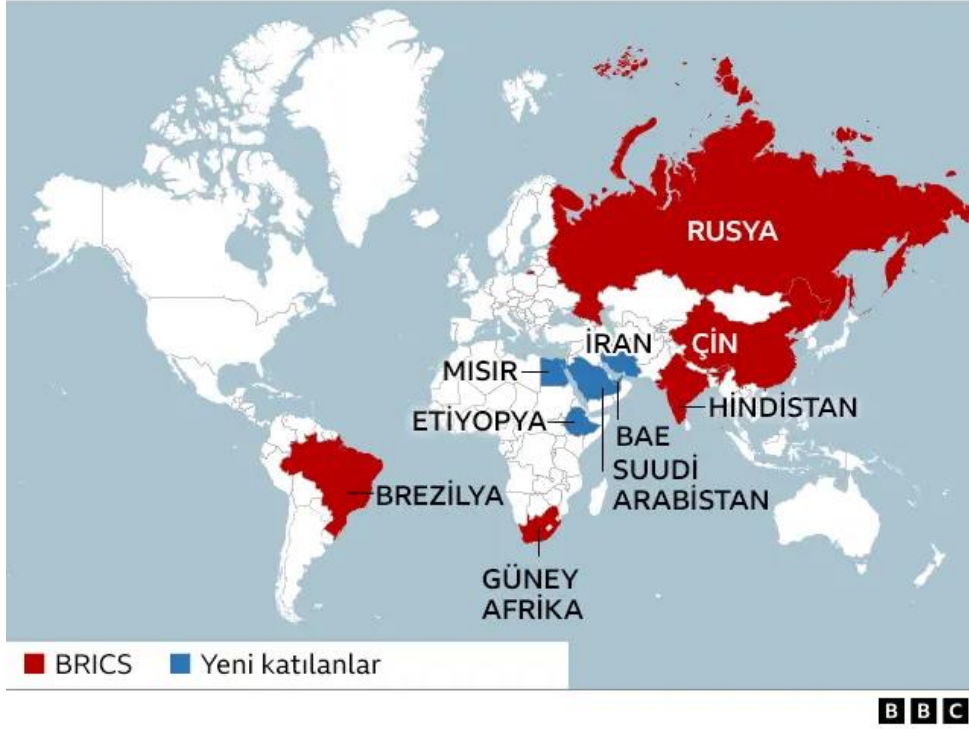 RUSYA
İRAN
ÇİN
MISIR
HİNDİSTAN
ETİYOPYA
BAE
SUUDİ
ARABİSTAN
BREZİLYA
GÜNEY
AFRİKA
BRICS
Yeni katılanlar
BBC